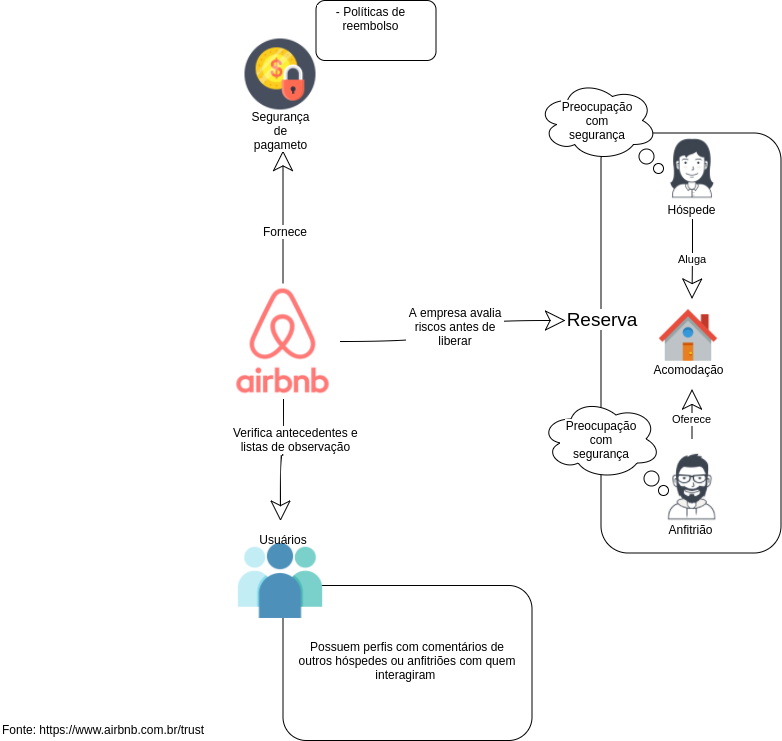 - Políticas de
reembolso
Segurança
de
pagameto
Preocupação
com
segurança
Hóspede
Fornece
Aluga
A empresa avalia
riscos antes de
liberar
Reserva
airbnb
Acomodação
Verifica antecedentes e
listas de observação
Oferece
Preocupação
com
segurança
Anfitrião
Usuários
Possuem perfis com comentários de
outros hóspedes ou anfitriões com quem
interagiram
Fonte: https://www.airbnb.com.br/trust